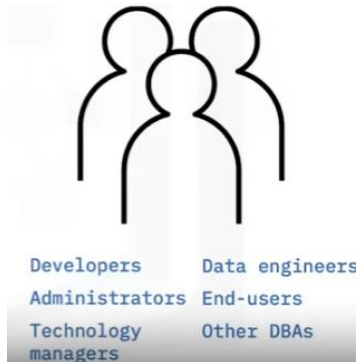 Developers
Administrators
Technology
managers
Data engineers
End-users
Other DBAs